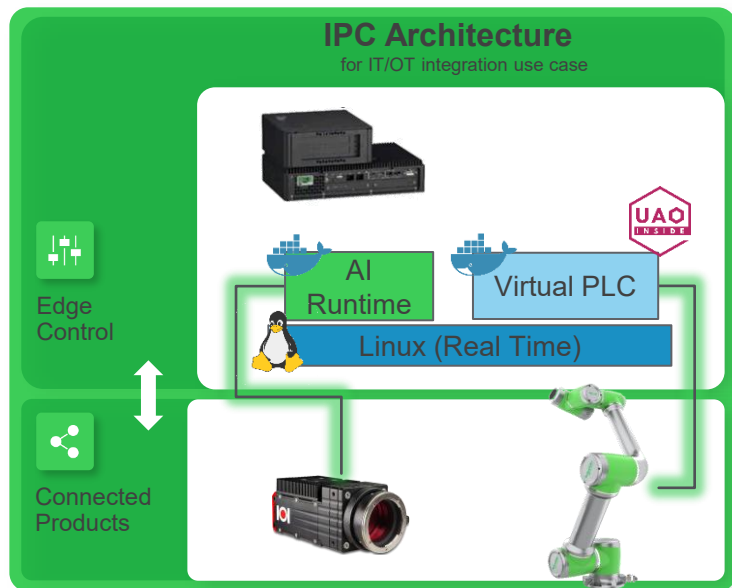 IPC Architecture
for IT/OT integration use case
UAO
INSIDE
AI
Runtime
Virtual PLC
Edge
Control
Linux (Real Time)
Connected
Products